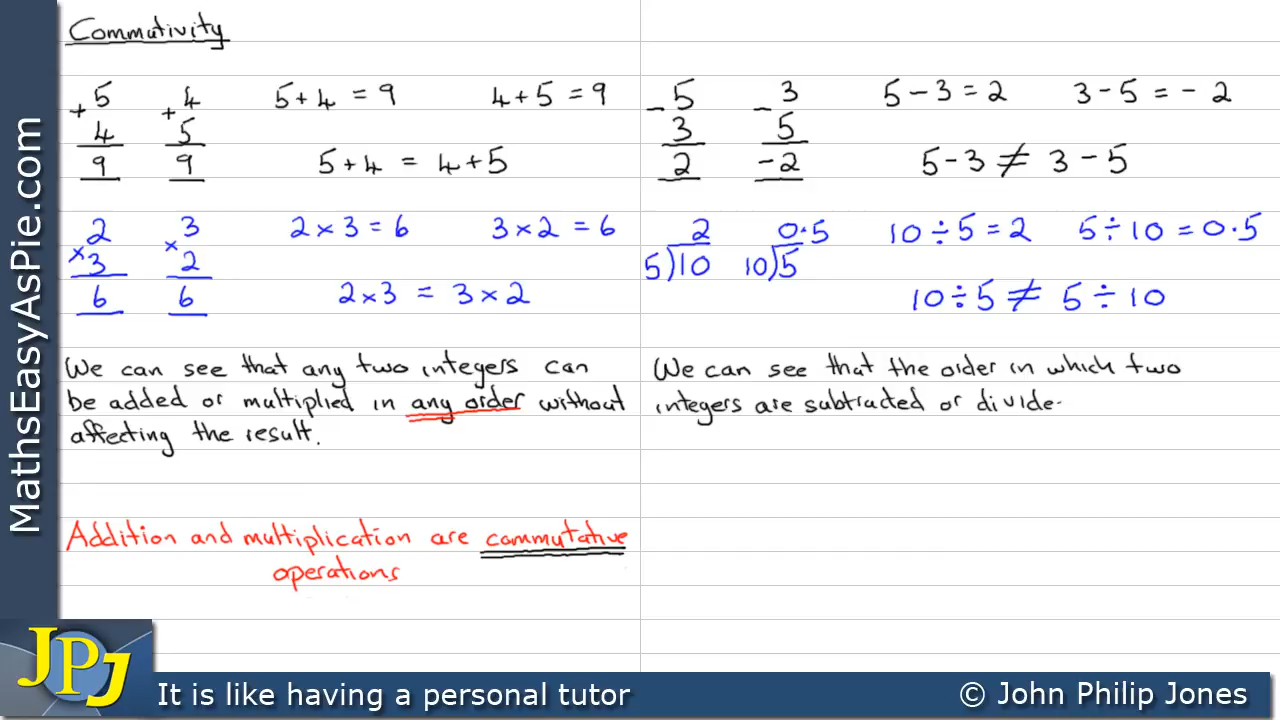 Commutivity
+ 5 + 4 5 + 4 = 9 4 + 5 = 9
4 5
9 9 5 + 4 = 4 + 5
2 3 2 × 3 = 6 3 × 2 = 6
× 3 × 2
6 6 2 × 3 = 3 × 2
We can see that any two integers can
be added or multiplied in any order without
affecting the result.
Addition and multiplication are commutative
operations
- 5 - 3 5 - 3 = 2 3 - 5 = - 2
3 5
2 -2 5 - 3 ≠ 3 - 5
2 0.5 10 ÷ 5 = 2 5 ÷ 10 = 0.5
5)10 10)5
10 ÷ 5 ≠ 5 ÷ 10
We can see that the order in which two
integers are subtracted or divide
MathsEasyAsPie.com
JPJ
It is like having a personal tutor
© John Philip Jones